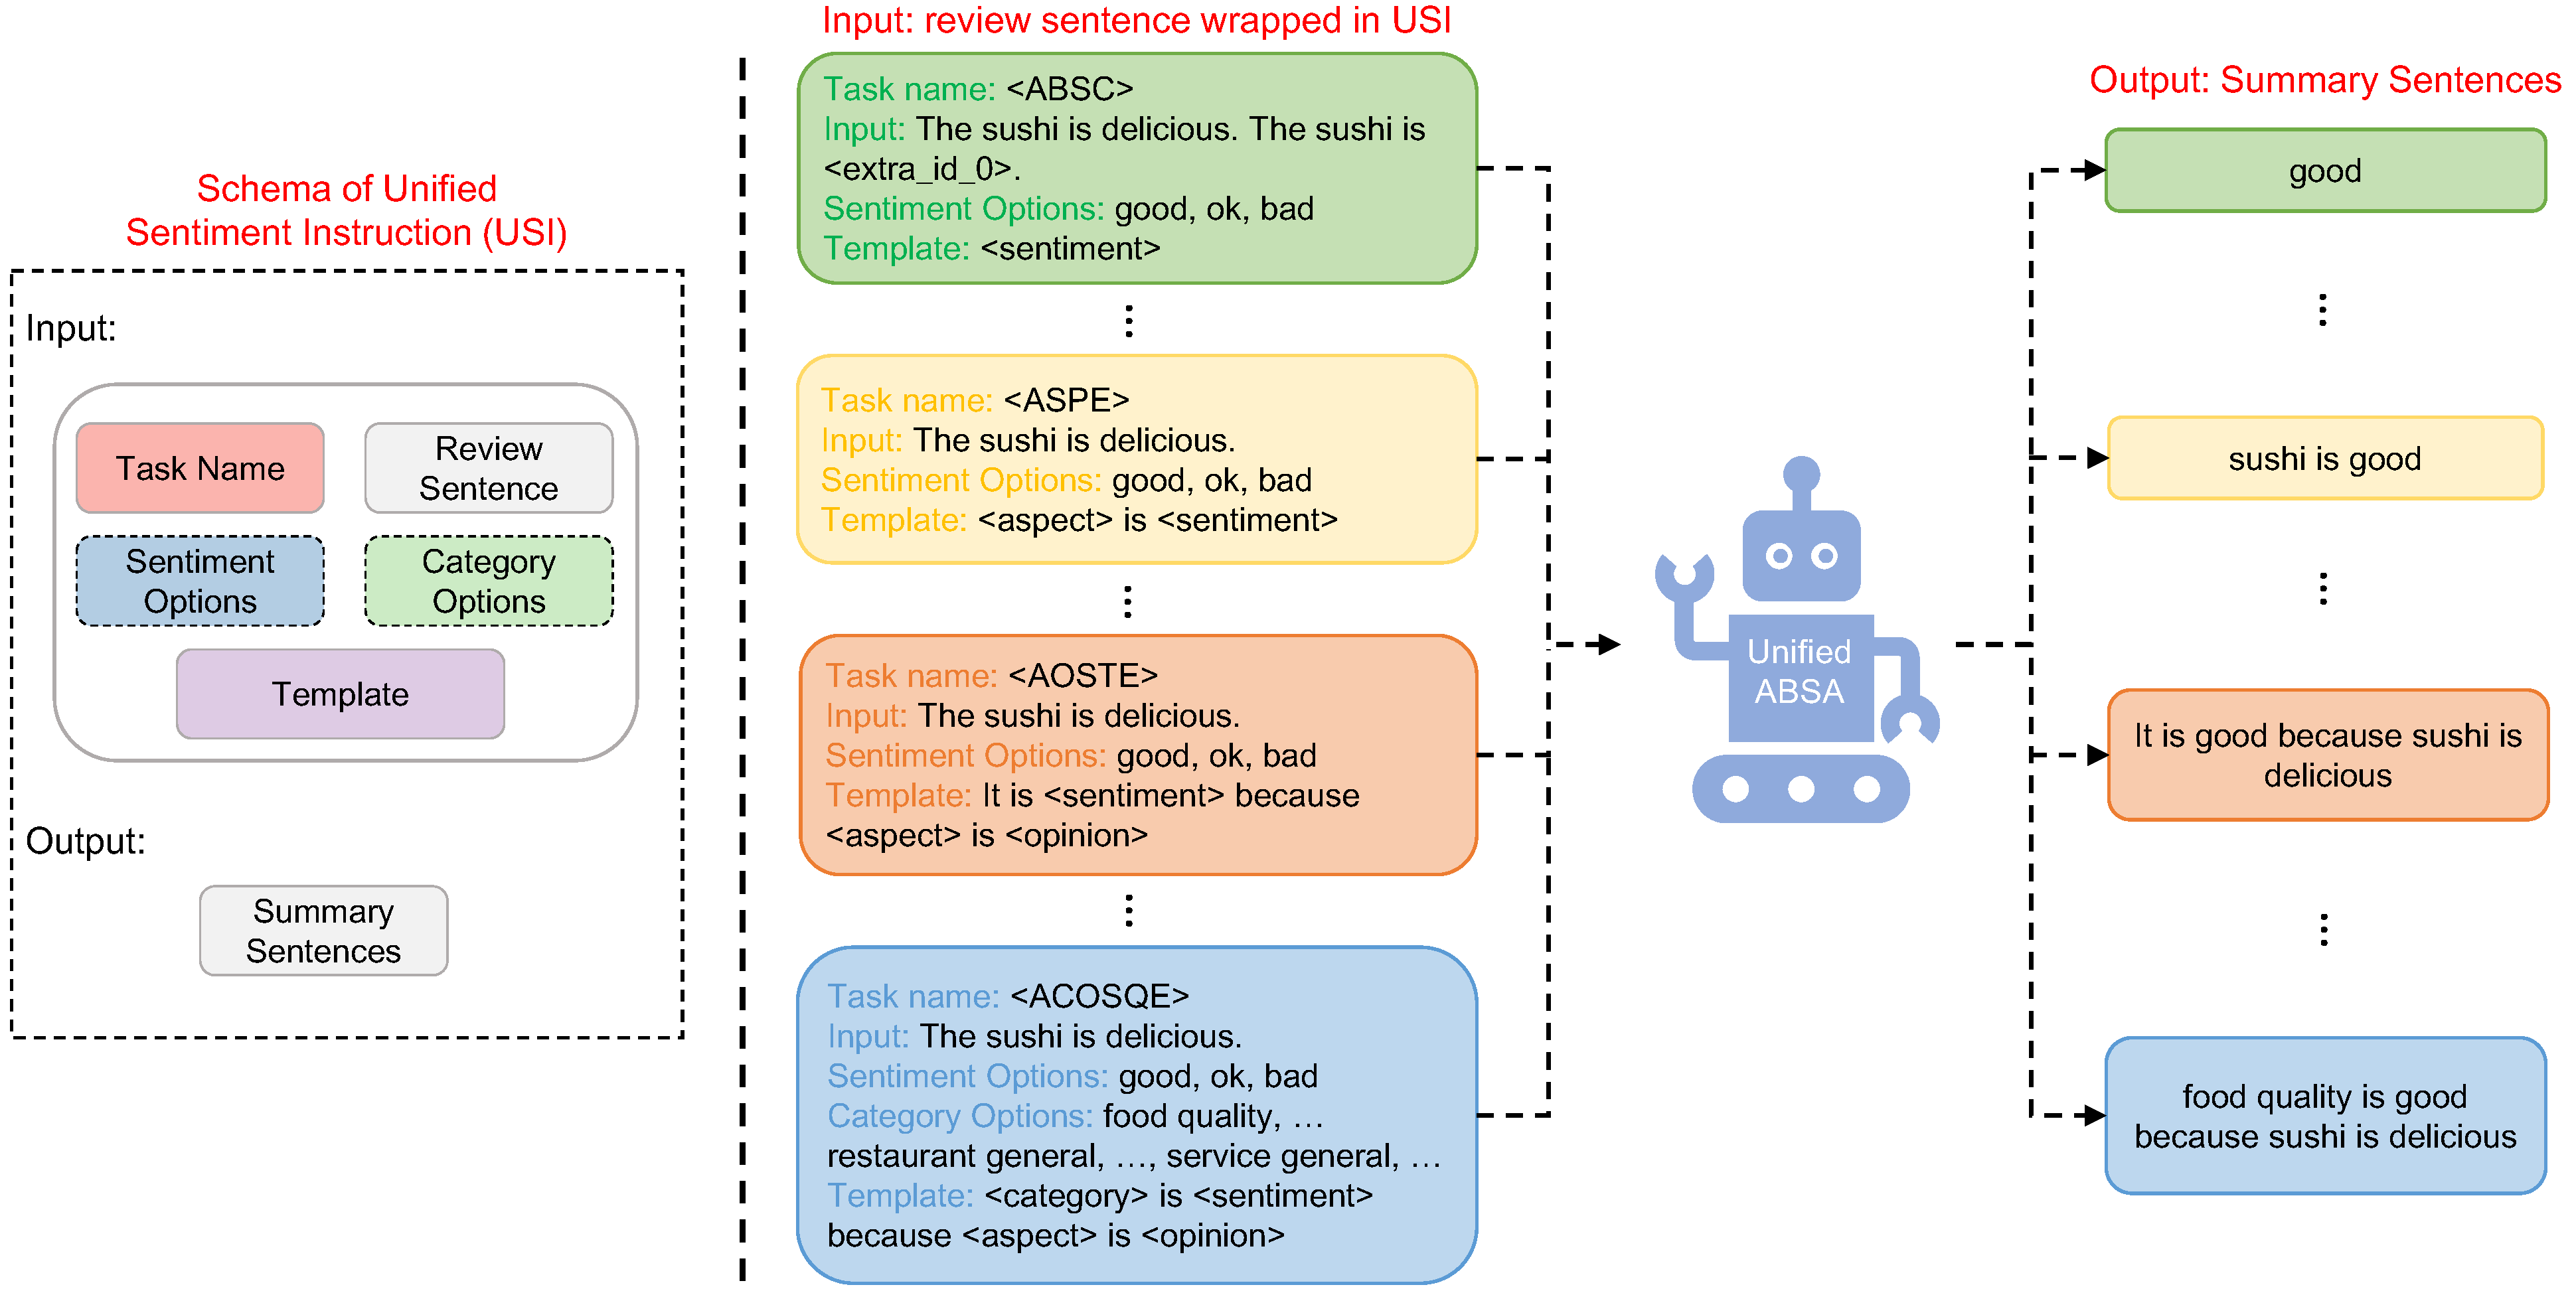 Schema of Unified
Sentiment Instruction (USI)
Input:
Task Name
Review
Sentence
Sentiment
Options
Category
Options
Template
Output:
Summary
Sentences
Input: review sentence wrapped in USI
Task name: <ABSC>
Input: The sushi is delicious. The sushi is
<extra_id_0>.
Sentiment Options: good, ok, bad
Template: <sentiment>
⋮
Task name: <ASPE>
Input: The sushi is delicious.
Sentiment Options: good, ok, bad
Template: <aspect> is <sentiment>
⋮
Task name: <AOSTE>
Input: The sushi is delicious.
Sentiment Options: good, ok, bad
Template: It is <sentiment> because
<aspect> is <opinion>
⋮
Task name: <ACOSQE>
Input: The sushi is delicious.
Sentiment Options: good, ok, bad
Category Options: food quality, …
restaurant general, …, service general, …
Template: <category> is <sentiment>
because <aspect> is <opinion>
Unified
ABSA
Output: Summary Sentences
good
⋮
sushi is good
⋮
It is good because sushi is
delicious
⋮
food quality is good
because sushi is delicious